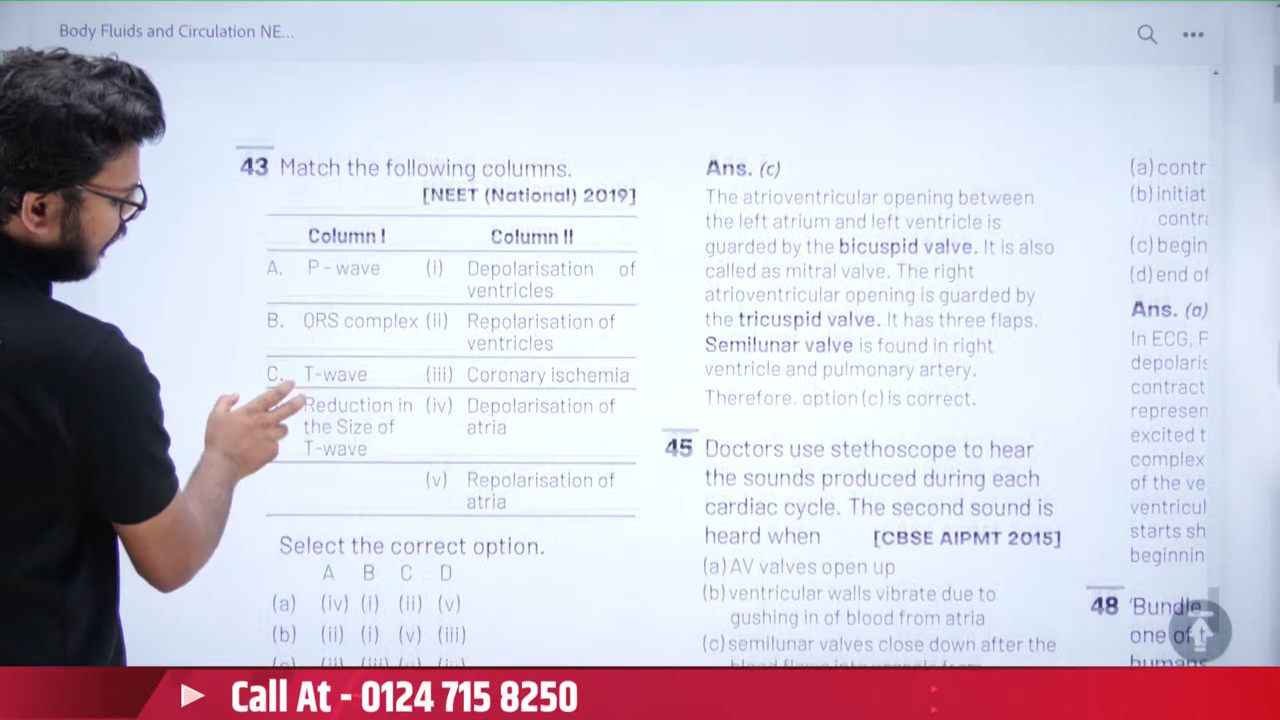 Body Fluids and Circulation NE...
43 Match the following columns.
[NEET (National) 2019]
Column I Column II
A. P - wave (i) Depolarisation of
ventricles
B. QRS complex (ii) Repolarisation of
ventricles
C. T-wave (iii) Coronary ischemia
Reduction in (iv) Depolarisation of
the Size of atria
T-wave
(v) Repolarisation of
atria
Select the correct option.
A B C D
(a) (iv) (i) (ii) (v)
(b) (ii) (i) (v) (iii)
Ans. (c)
The atrioventricular opening between
the left atrium and left ventricle is
guarded by the bicuspid valve. It is also
called as mitral valve. The right
atrioventricular opening is guarded by
the tricuspid valve. It has three flaps.
Semilunar valve is found in right
ventricle and pulmonary artery.
Therefore, option (c) is correct.
45 Doctors use stethoscope to hear
the sounds produced during each
cardiac cycle. The second sound is
heard when [CBSE AIPMT 2015]
(a) AV valves open up
(b) ventricular walls vibrate due to
gushing in of blood from atria
(c) semilunar valves close down after the
(a) contr
(b) initiat
contra
(c) begin
(d) end of
Ans. (a)
In ECG, P
depolaris
contract
represen
excited t
complex
of the ve
ventricul
starts sh
beginnin
48 'Bundle
one of t
humans
Call At - 0124 715 8250